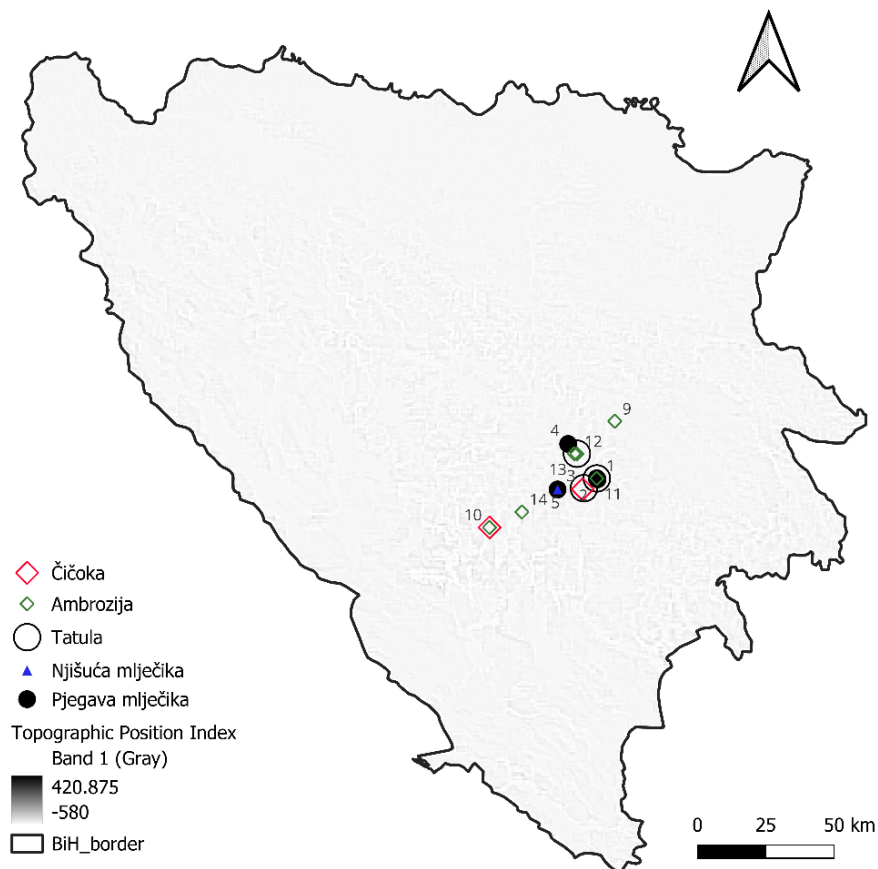 9
4
12
13
3
1
2
11
14
5
10
Čičoka
Ambrozija
Tatula
Njišuća mlječika
Pjegava mlječika
Topographic Position Index
Band 1 (Gray)
420.875
-580
BiH_border
0 25 50 km